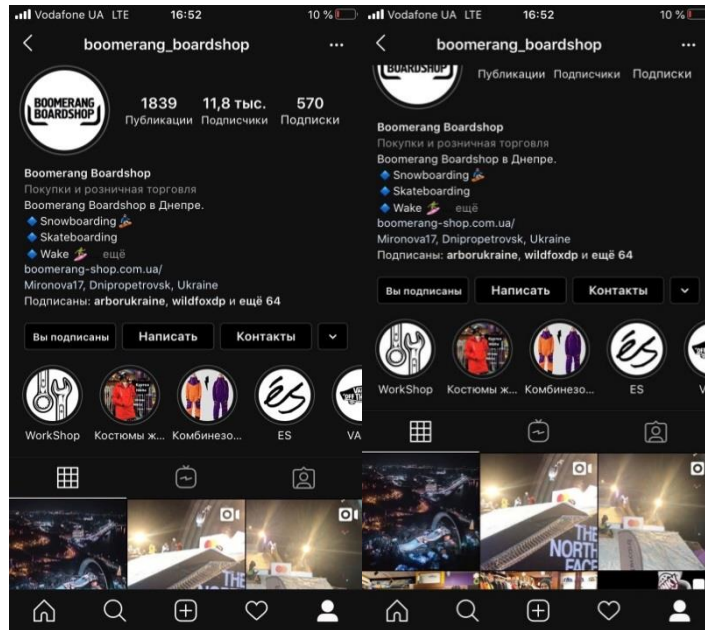 Vodafone UA LTE 16:52 10 %
boomerang_boardshop
BOOMERANG
BOARDSHOP
1839 11,8 тыс. 570
Публикации Подписчики Подписки
Boomerang Boardshop
Покупки и розничная торговля
Boomerang Boardshop в Днепре.
Snowboarding
Skateboarding
Wake ещё
boomerang-shop.com.ua/
Mironova17, Dnipropetrovsk, Ukraine
Подписаны: arborukraine, wildfoxdp и ещё 64
Вы подписаны Написать Контакты
és
WorkShop Костюмы ж... Комбинезо... ES VA
THE
Vodafone UA LTE 16:52 10 %
boomerang_boardshop
BOARDSHOP
Публикации Подписчики Подписки
Boomerang Boardshop
Покупки и розничная торговля
Boomerang Boardshop в Днепре.
Snowboarding
Skateboarding
Wake ещё
boomerang-shop.com.ua/
Mironova17, Dnipropetrovsk, Ukraine
Подписаны: arborukraine, wildfoxdp и ещё 64
Вы подписаны Написать Контакты
és
WorkShop Костюмы ж... Комбинезо... ES V
THE
NORTH
FACE